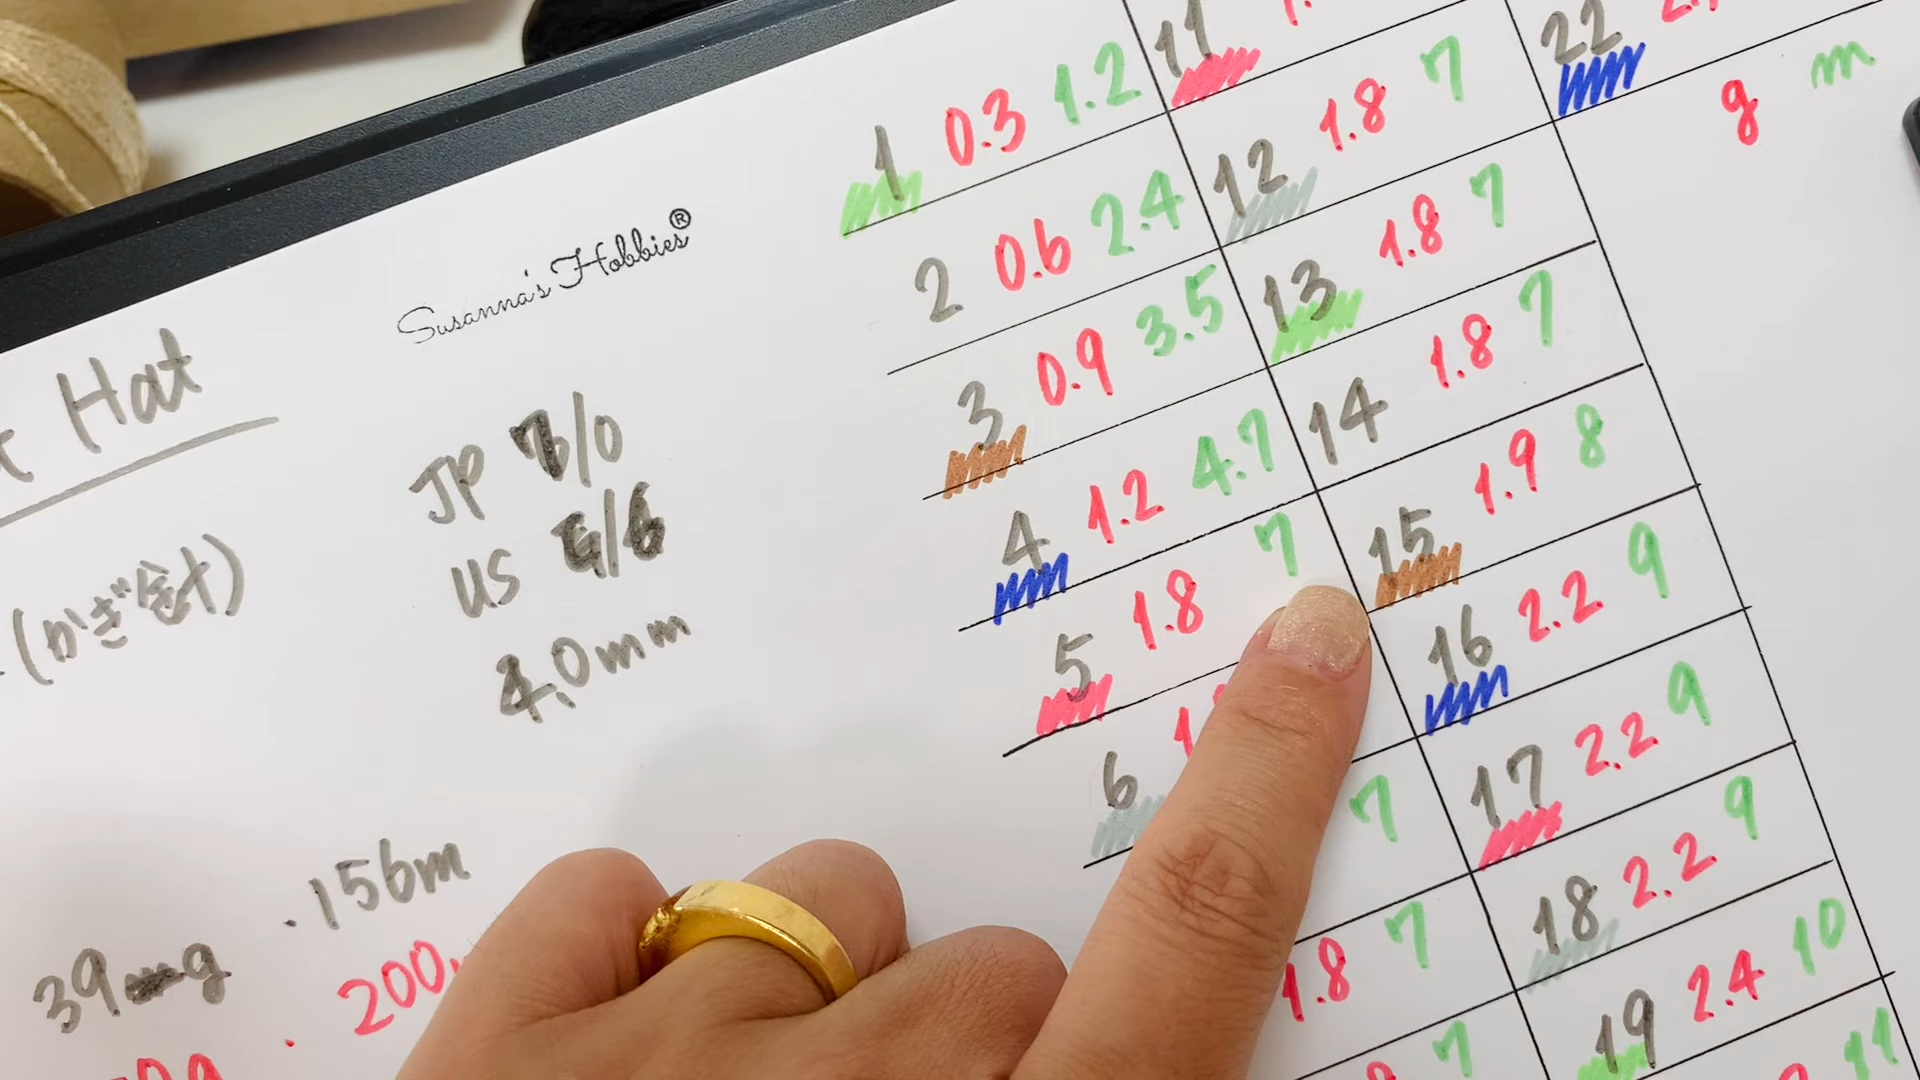 Hat
(かぎ針)
Susanna's Hobbies®
JP 7/0
US
4.0mm
.156m
39 g
200
1 0.3 1.2
2 0.6 2.4
3 0.9 3.5
4 1.2 4.7
5 1.8 7
6
7
1.8 7
7
11
12 1.8 7
13 1.8 7
14 1.8 7
15 1.9 8
16 2.2 9
17 2.2 9
18 2.2 9
19 2.4 10
11
22
g m